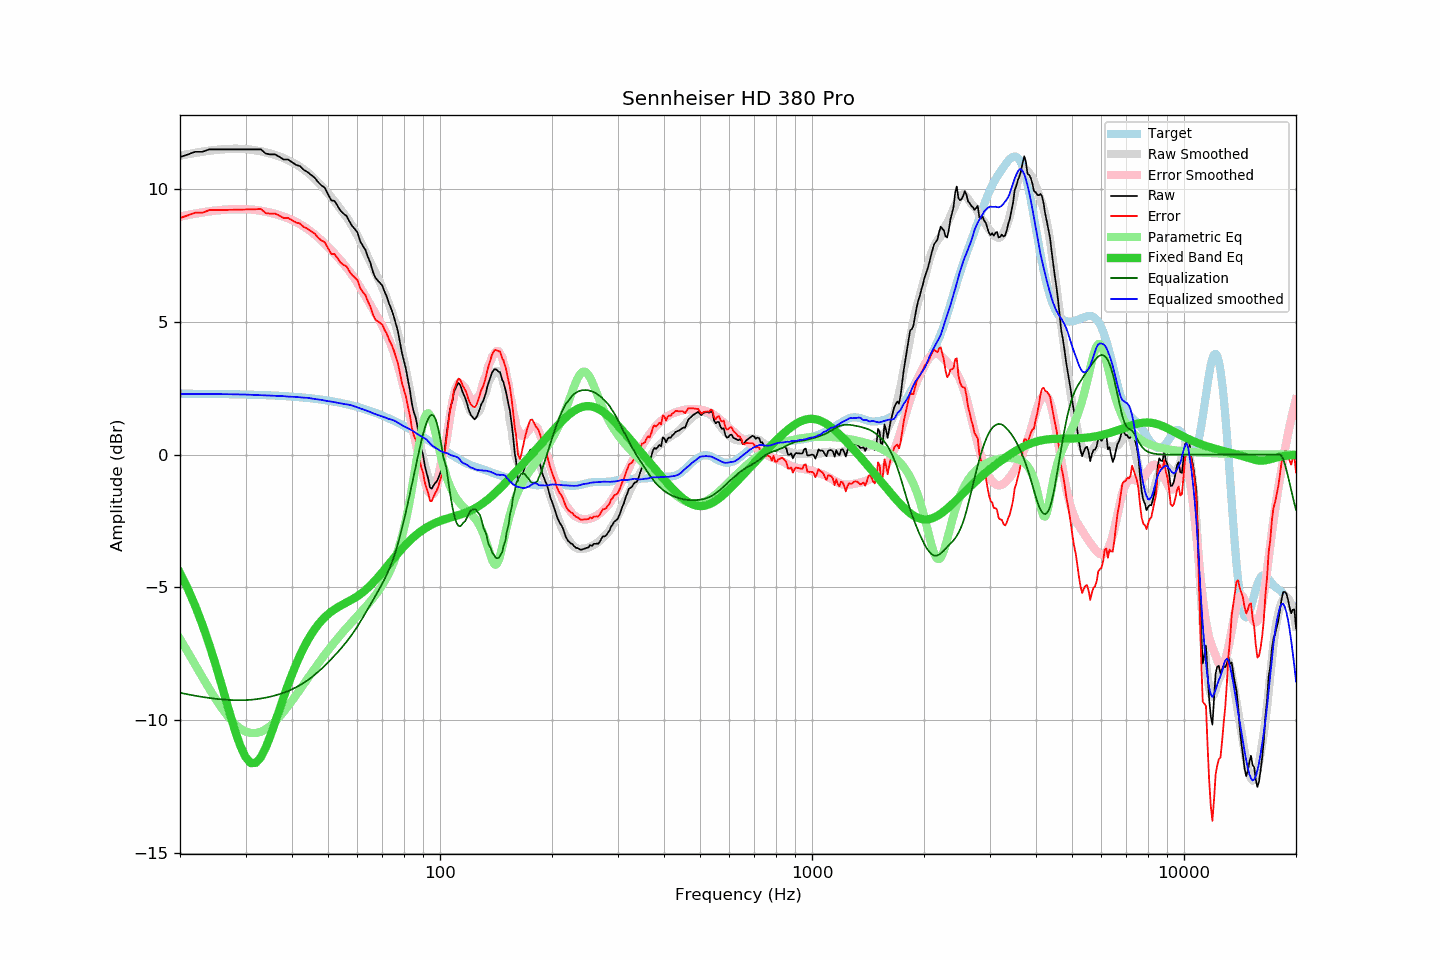 Sennheiser HD 380 Pro
Target
Raw Smoothed
Error Smoothed
Raw
Error
Parametric Eq
Fixed Band Eq
Equalization
Equalized smoothed
Amplitude (dBr)
10
5
0
−5
−10
−15
100
1000
10000
Frequency (Hz)